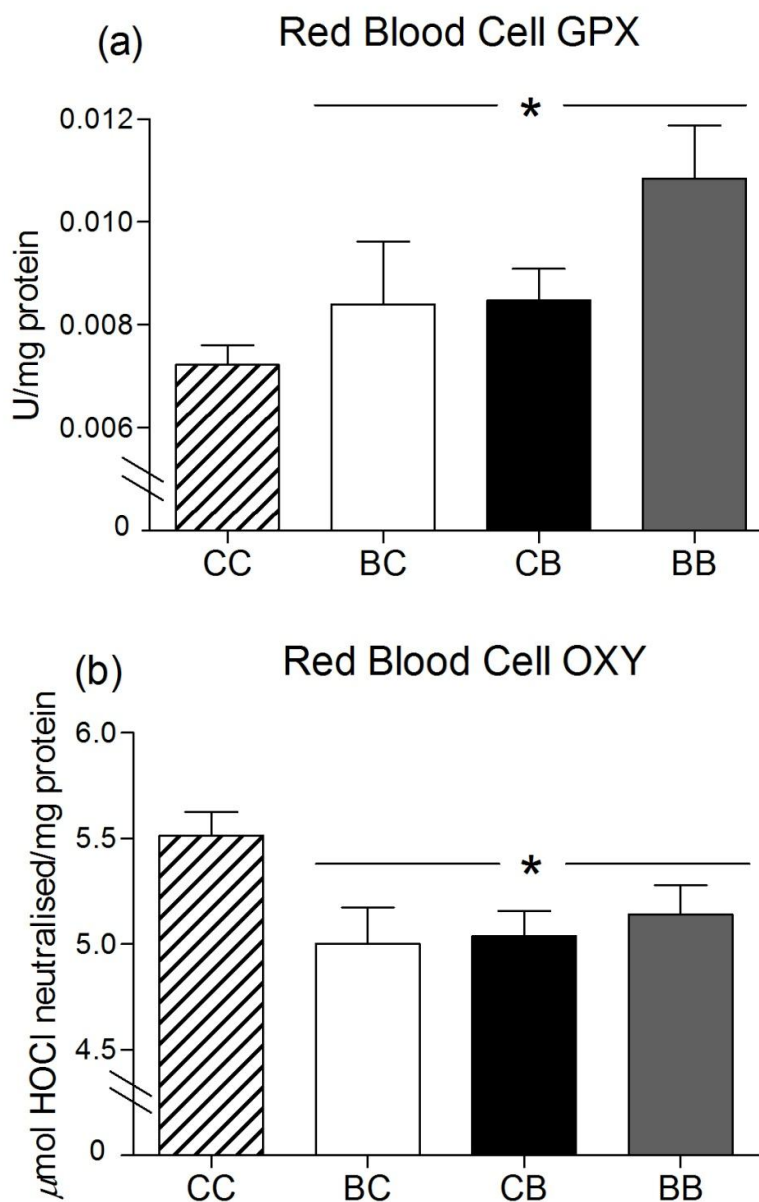 (a) Red Blood Cell GPX
*
U/mg protein
0.012
0.010
0.008
0.006
0
CC BC CB BB
(b) Red Blood Cell OXY
*
μmol HOCl neutralised/mg protein
6.0
5.5
5.0
4.5
0
CC BC CB BB